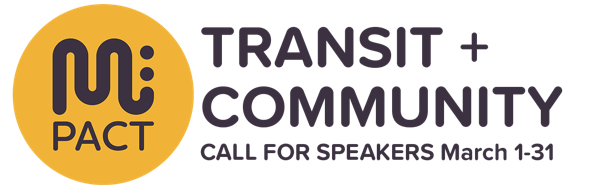 M:
PACT
TRANSIT +
COMMUNITY
CALL FOR SPEAKERS March 1-31